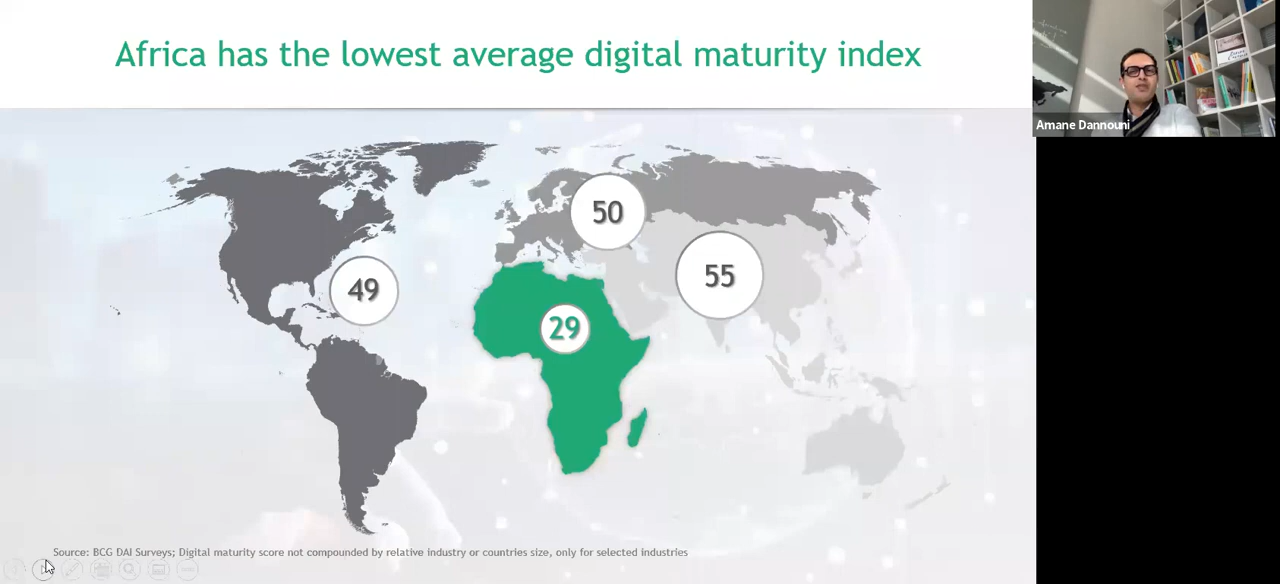 Africa has the lowest average digital maturity index
Amane Dannouni
50
55
49
29
Source: BCG DAI Surveys; Digital maturity score not compounded by relative industry or countries size, only for selected industries